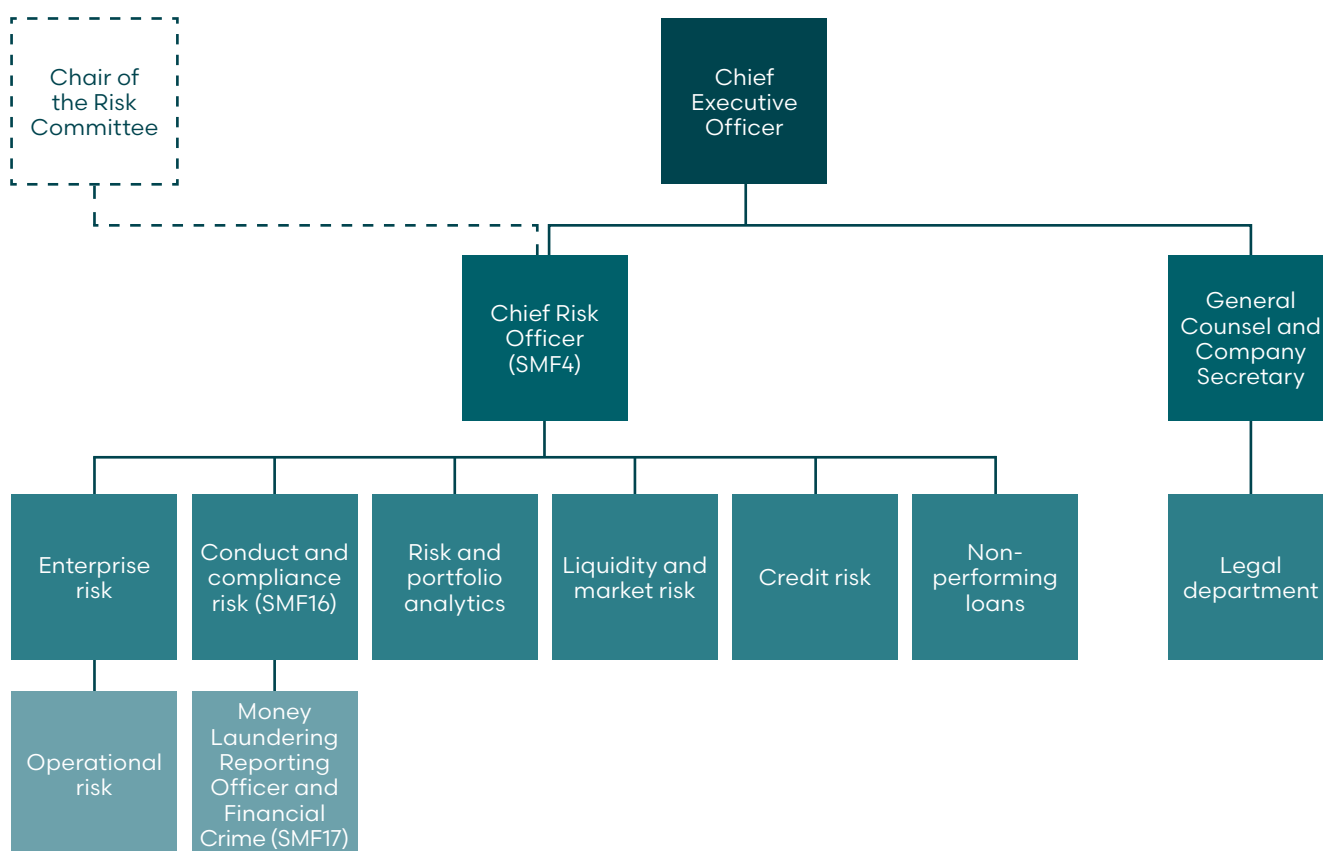 Chair of
the Risk
Committee
Chief
Executive
Officer
Chief Risk
Officer
(SMF4)
General
Counsel and
Company
Secretary
Enterprise
risk
Conduct and
compliance
risk (SMF16)
Risk and
portfolio
analytics
Liquidity and
market risk
Credit risk
Non-
performing
loans
Legal
department
Operational
risk
Money
Laundering
Reporting
Officer and
Financial
Crime (SMF17)